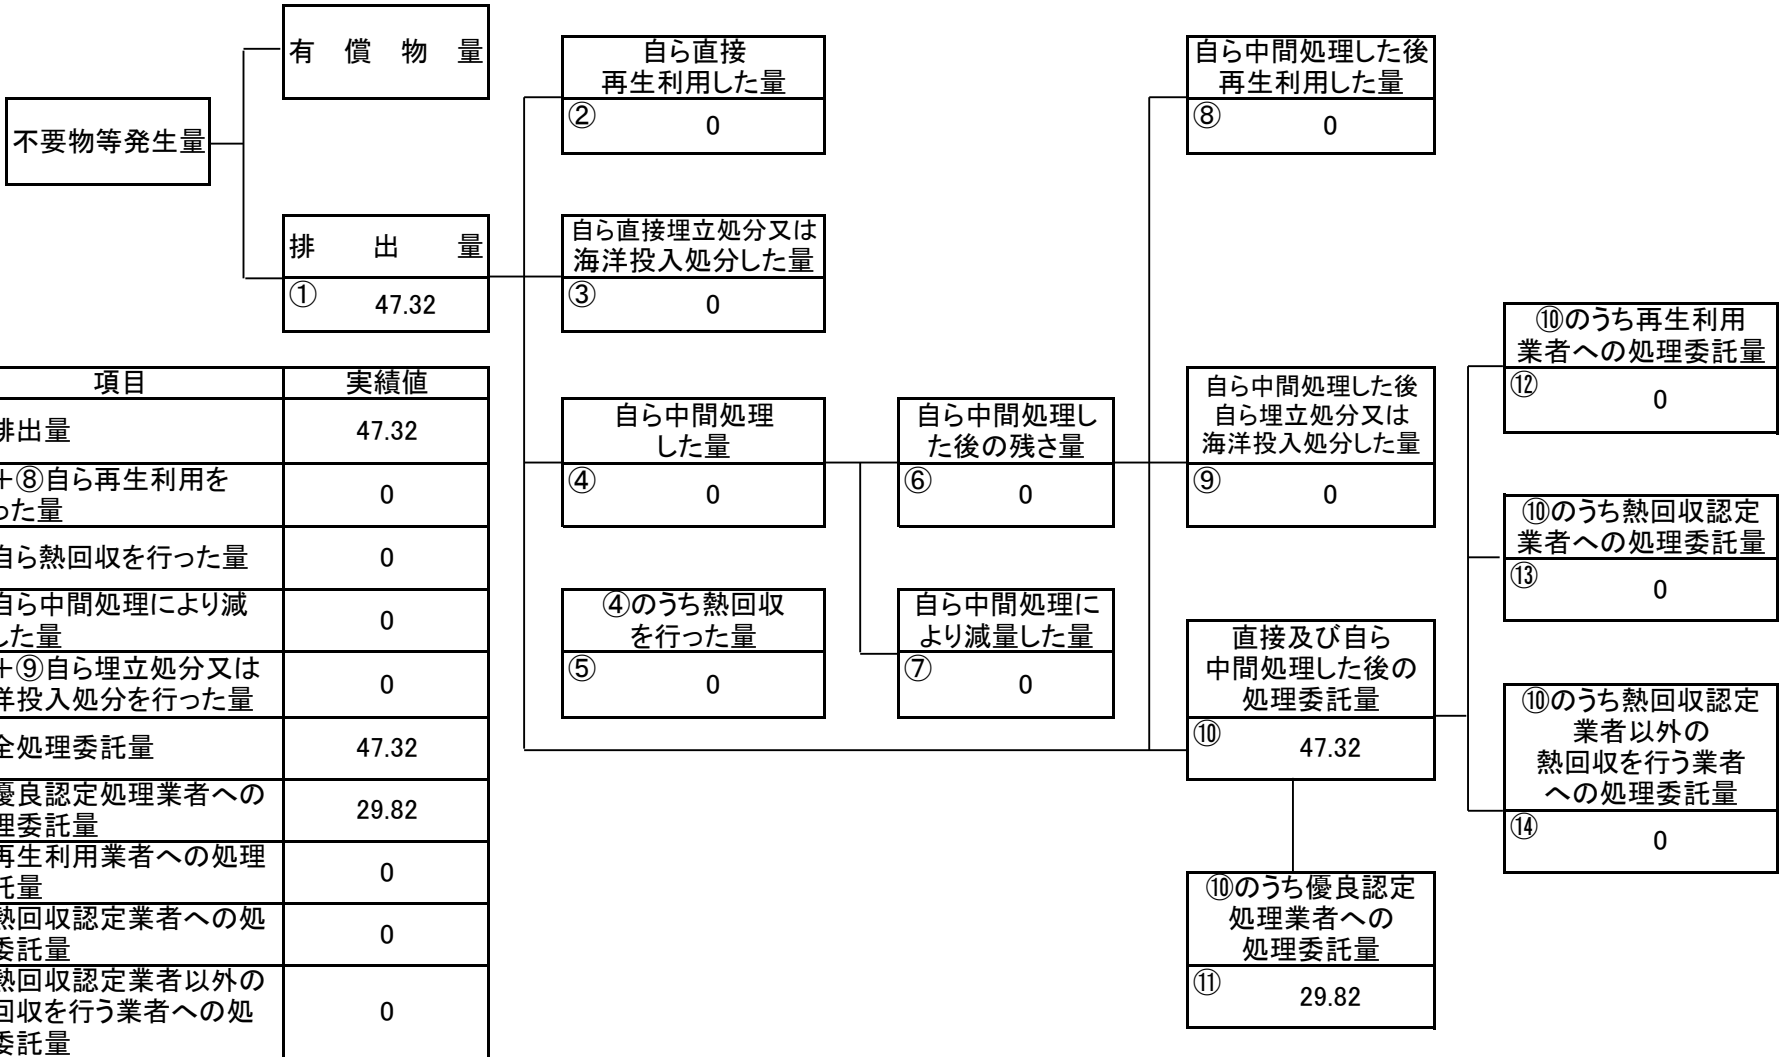 有 償 物 量
不要物等発生量
排 出 量
① 47.32
自ら直接
再生利用した量
② 0
自ら直接埋立処分又は
海洋投入処分した量
③ 0
自ら中間処理
した量
④ 0
④のうち熱回収
を行った量
⑤ 0
自ら中間処理し
た後の残さ量
⑥ 0
自ら中間処理に
より減量した量
⑦ 0
自ら中間処理した後
再生利用した量
⑧ 0
自ら中間処理した後
自ら埋立処分又は
海洋投入処分した量
⑨ 0
直接及び自ら
中間処理した後の
処理委託量
⑩ 47.32
⑩のうち優良認定
処理業者への
処理委託量
⑪ 29.82
⑩のうち再生利用
業者への処理委託量
⑫ 0
⑩のうち熱回収認定
業者への処理委託量
⑬ 0
⑩のうち熱回収認定
業者以外の
熱回収を行う業者
への処理委託量
⑭ 0
項目 実績値
排出量 47.32
+⑧自ら再生利用を
った量 0
自ら熱回収を行った量 0
自ら中間処理により減
した量 0
+⑨自ら埋立処分又は
洋投入処分を行った量 0
全処理委託量 47.32
優良認定処理業者への
理委託量 29.82
再生利用業者への処理
託量 0
熱回収認定業者への処
委託量 0
熱回収認定業者以外の
回収を行う業者への処
委託量 0